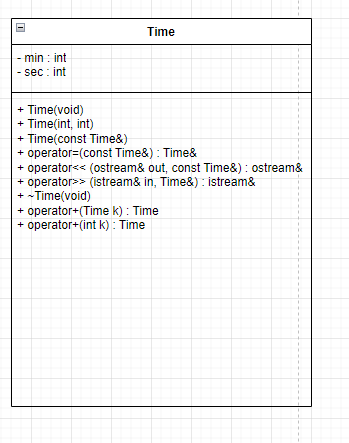 Time
- min : int
- sec : int
+ Time(void)
+ Time(int, int)
+ Time(const Time&)
+ operator=(const Time&) : Time&
+ operator<< (ostream& out, const Time&) : ostream&
+ operator>> (istream& in, Time&) : istream&
+ ~Time(void)
+ operator+(Time k) : Time
+ operator+(int k) : Time